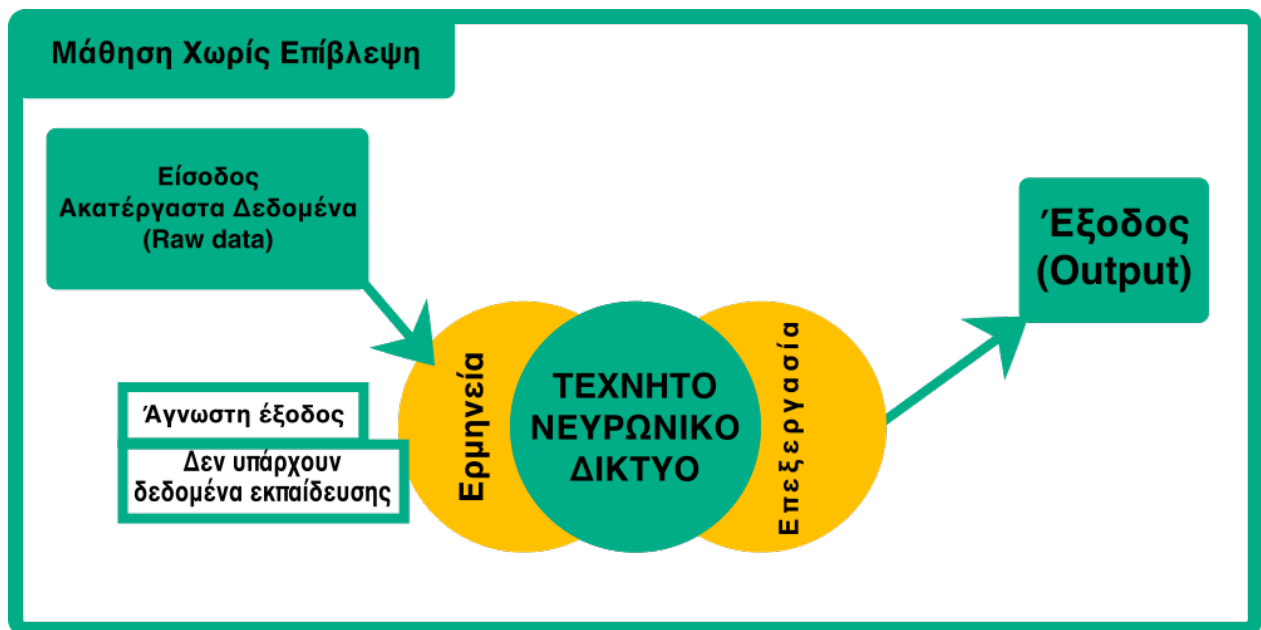 Μάθηση Χωρίς Επίβλεψη
Είσοδος
Ακατέργαστα Δεδομένα
(Raw data)
Έξοδος
(Output)
Άγνωστη έξοδος
Δεν υπάρχουν
δεδομένα εκπαίδευσης
Ερμηνεία
ΤΕΧΝΗΤΟ
ΝΕΥΡΩΝΙΚΟ
ΔΙΚΤΥΟ
Επεξεργασία